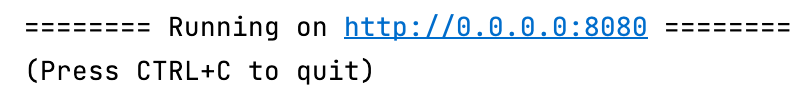 ======== Running on http://0.0.0.0:8080 ========
(Press CTRL+C to quit)